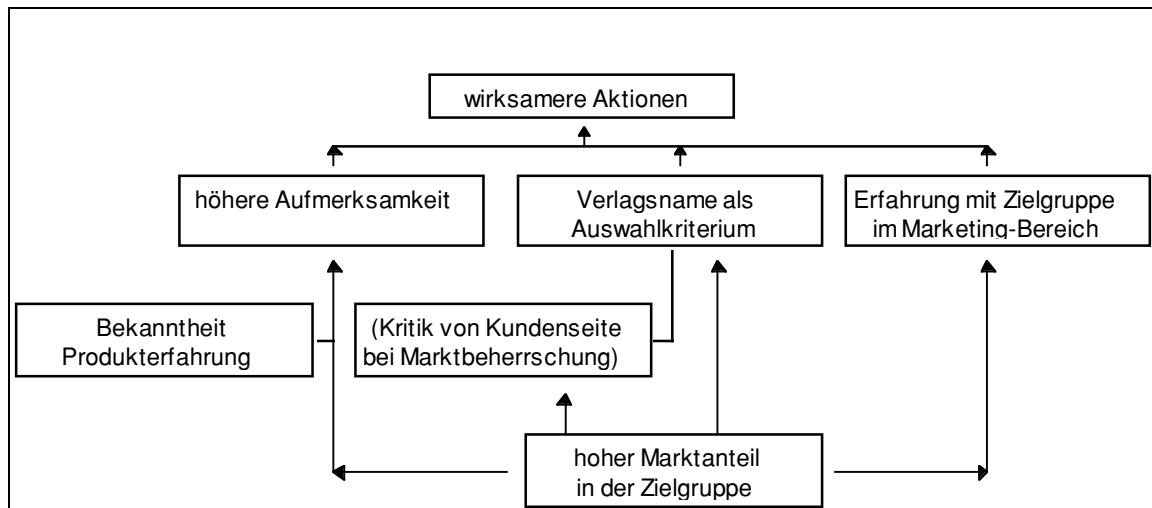 wirksamere Aktionen
höhere Aufmerksamkeit
Verlagsname als
Auswahlkriterium
Erfahrung mit Zielgruppe
im Marketing-Bereich
Bekanntheit
Produkterfahrung
(Kritik von Kundenseite
bei Marktbeherrschung)
hoher Marktanteil
in der Zielgruppe